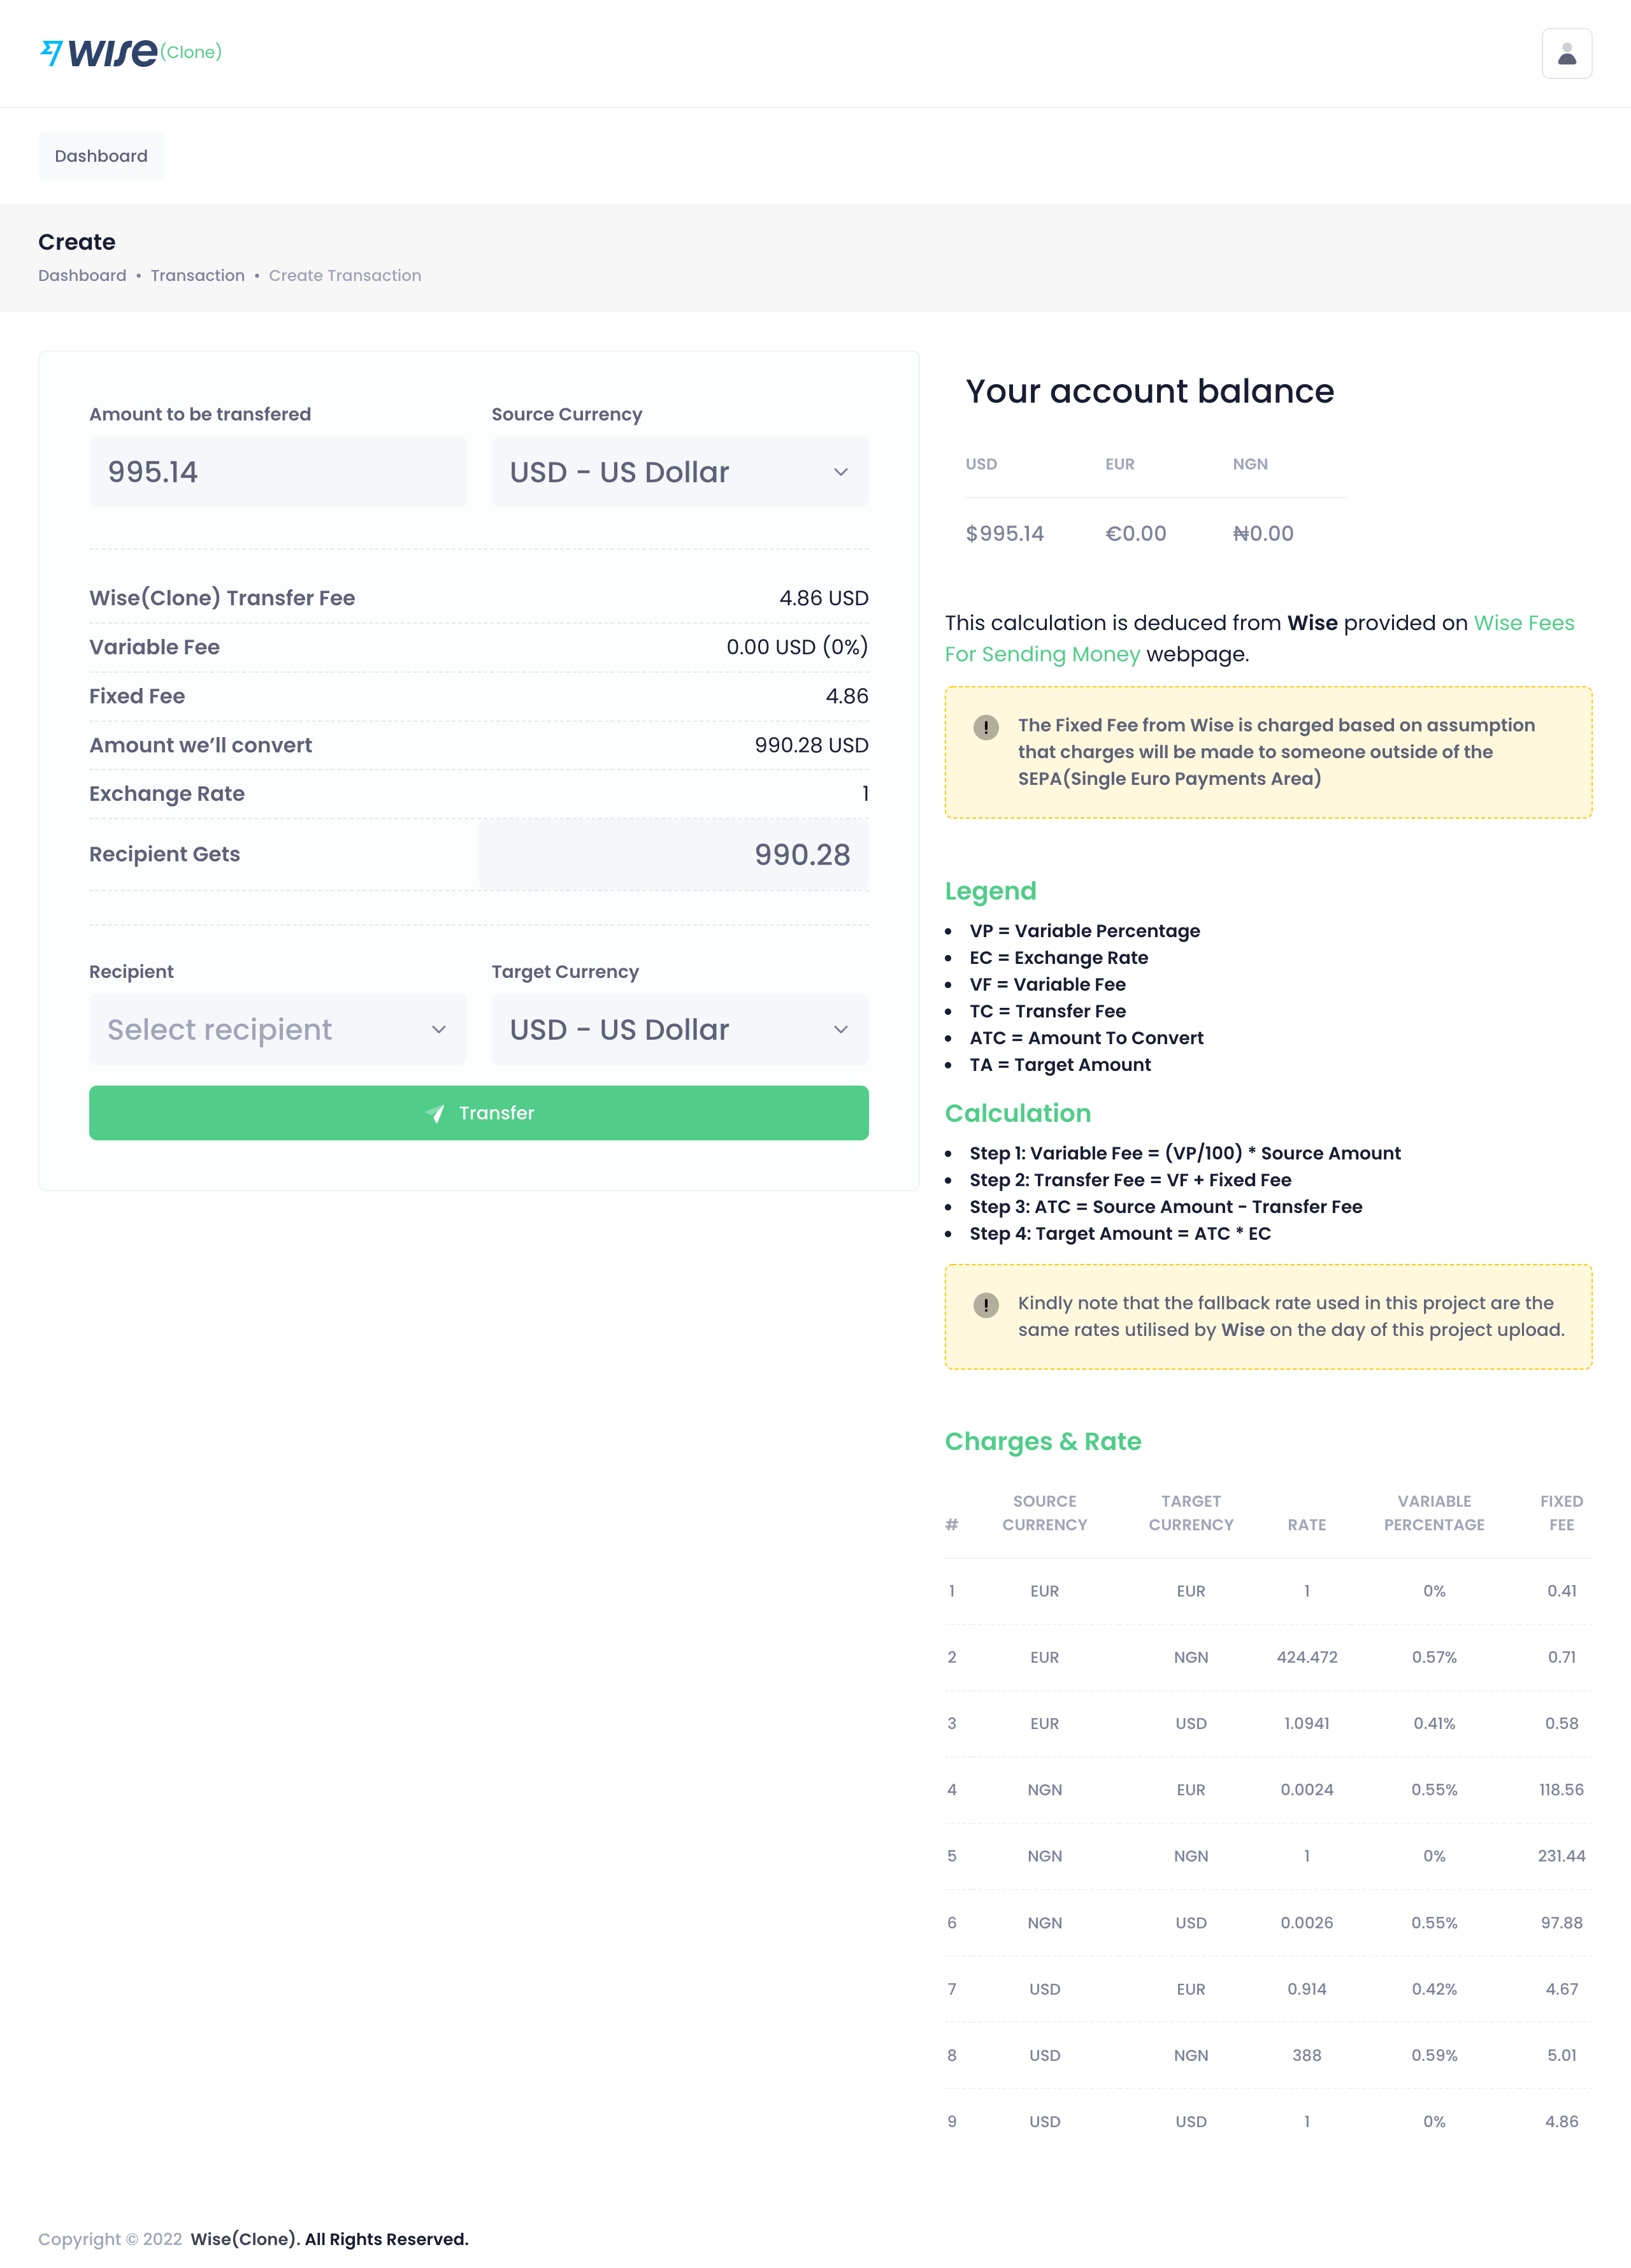 wise(Clone)
Dashboard
Create
Dashboard • Transaction • Create Transaction
Amount to be transfered
Source Currency
995.14
USD - US Dollar
Wise(Clone) Transfer Fee 4.86 USD
Variable Fee 0.00 USD (0%)
Fixed Fee 4.86
Amount we’ll convert 990.28 USD
Exchange Rate 1
Recipient Gets 990.28
Recipient
Target Currency
Select recipient
USD - US Dollar
Transfer
Your account balance
USD EUR NGN
$995.14 €0.00 ₦0.00
This calculation is deduced from Wise provided on Wise Fees
For Sending Money webpage.
The Fixed Fee from Wise is charged based on assumption
that charges will be made to someone outside of the
SEPA(Single Euro Payments Area)
Legend
• VP = Variable Percentage
• EC = Exchange Rate
• VF = Variable Fee
• TC = Transfer Fee
• ATC = Amount To Convert
• TA = Target Amount
Calculation
• Step 1: Variable Fee = (VP/100) * Source Amount
• Step 2: Transfer Fee = VF + Fixed Fee
• Step 3: ATC = Source Amount - Transfer Fee
• Step 4: Target Amount = ATC * EC
Kindly note that the fallback rate used in this project are the
same rates utilised by Wise on the day of this project upload.
Charges & Rate
SOURCE TARGET VARIABLE FIXED
# CURRENCY CURRENCY RATE PERCENTAGE FEE
1 EUR EUR 1 0% 0.41
2 EUR NGN 424.472 0.57% 0.71
3 EUR USD 1.0941 0.41% 0.58
4 NGN EUR 0.0024 0.55% 118.56
5 NGN NGN 1 0% 231.44
6 NGN USD 0.0026 0.55% 97.88
7 USD EUR 0.914 0.42% 4.67
8 USD NGN 388 0.59% 5.01
9 USD USD 1 0% 4.86
Copyright © 2022 Wise(Clone). All Rights Reserved.